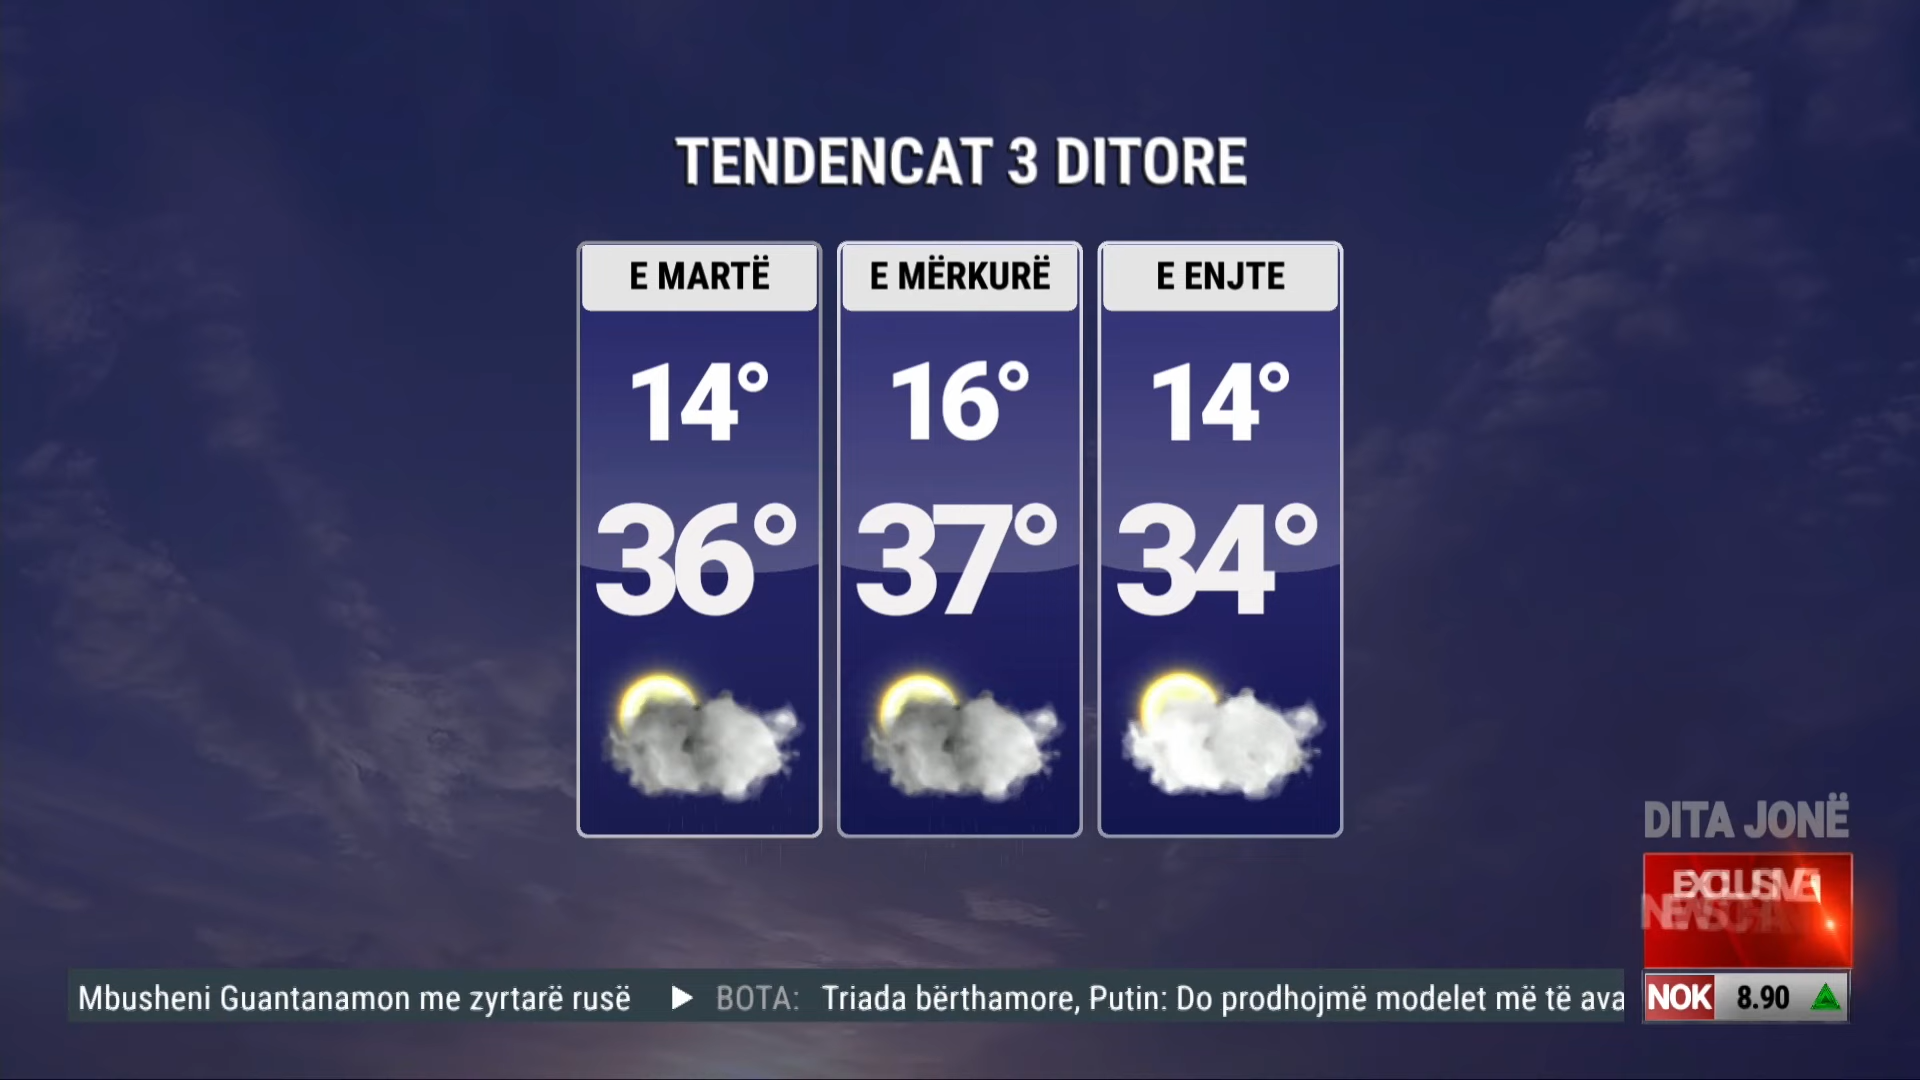 TENDENCAT 3 DITORE
E MARTË
14°
36°
E MËRKURË
16°
37°
E ENJTE
14°
34°
DITA JONË
EXCLUSIVE
NEWS
Mbusheni Guantanamon me zyrtarë rusë ▶ BOTA: Triada bërthamore, Putin: Do prodhojmë modelet më të ava
NOK 8.90